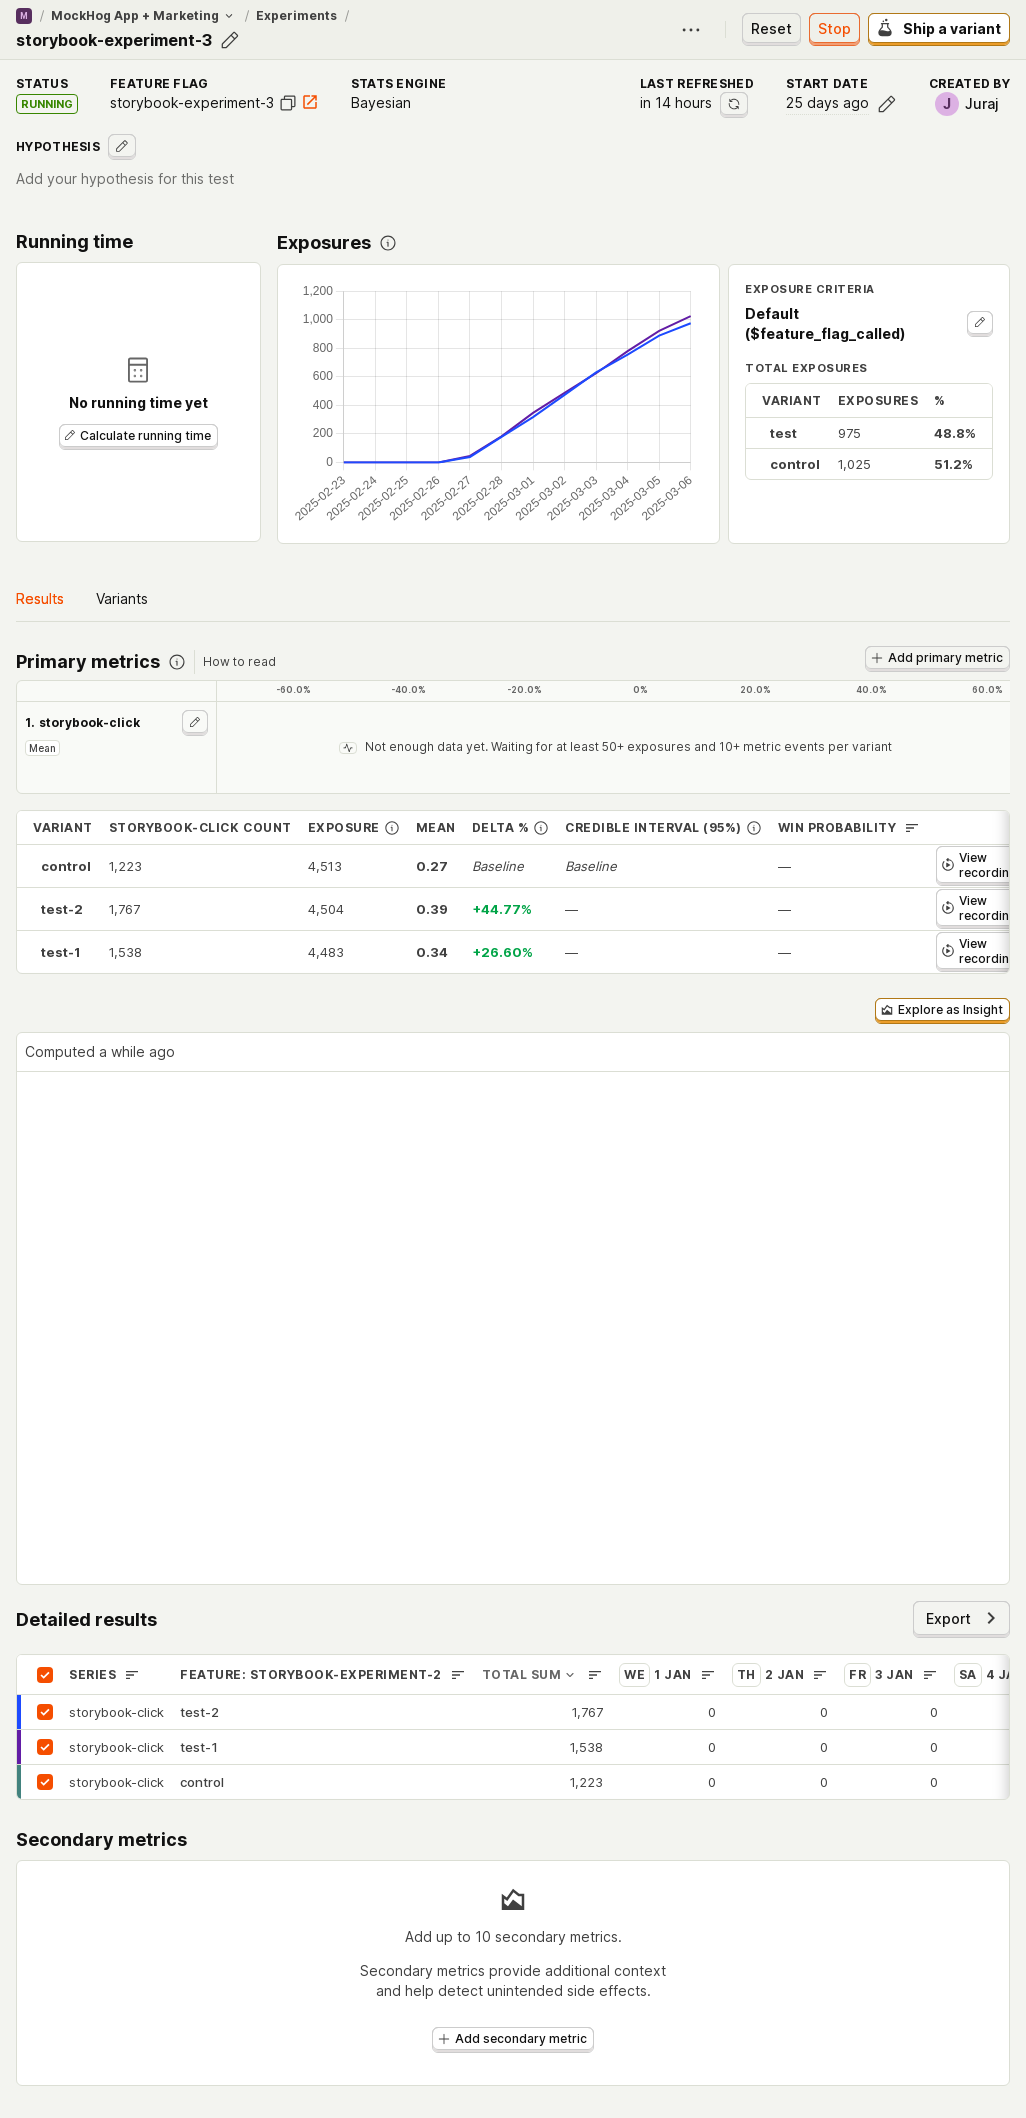 M / MockHog App + Marketing / Experiments /
storybook-experiment-3
Reset
Stop
Ship a variant
STATUS
RUNNING
FEATURE FLAG
storybook-experiment-3
STATS ENGINE
Bayesian
LAST REFRESHED
in 14 hours
START DATE
25 days ago
CREATED BY
J Juraj
HYPOTHESIS
Add your hypothesis for this test
Running time
No running time yet
Calculate running time
Exposures
1,200
1,000
800
600
400
200
0
2025-02-23
2025-02-24
2025-02-25
2025-02-26
2025-02-27
2025-02-28
2025-03-01
2025-03-02
2025-03-03
2025-03-04
2025-03-05
2025-03-06
EXPOSURE CRITERIA
Default
($feature_flag_called)
TOTAL EXPOSURES
VARIANT EXPOSURES %
test 975 48.8%
control 1,025 51.2%
Results
Variants
Primary metrics
How to read
Add primary metric
-60.0% -40.0% -20.0% 0% 20.0% 40.0% 60.0%
1. storybook-click
Mean
Not enough data yet. Waiting for at least 50+ exposures and 10+ metric events per variant
VARIANT STORYBOOK-CLICK COUNT EXPOSURE MEAN DELTA % CREDIBLE INTERVAL (95%) WIN PROBABILITY
control 1,223 4,513 0.27 Baseline Baseline —
View
recordin
test-2 1,767 4,504 0.39 +44.77% — —
View
recordin
test-1 1,538 4,483 0.34 +26.60% — —
View
recordin
Explore as Insight
Computed a while ago
Detailed results
Export
SERIES FEATURE: STORYBOOK-EXPERIMENT-2 TOTAL SUM WE 1 JAN TH 2 JAN FR 3 JAN SA 4 JA
storybook-click test-2 1,767 0 0 0
storybook-click test-1 1,538 0 0 0
storybook-click control 1,223 0 0 0
Secondary metrics
Add up to 10 secondary metrics.
Secondary metrics provide additional context
and help detect unintended side effects.
Add secondary metric